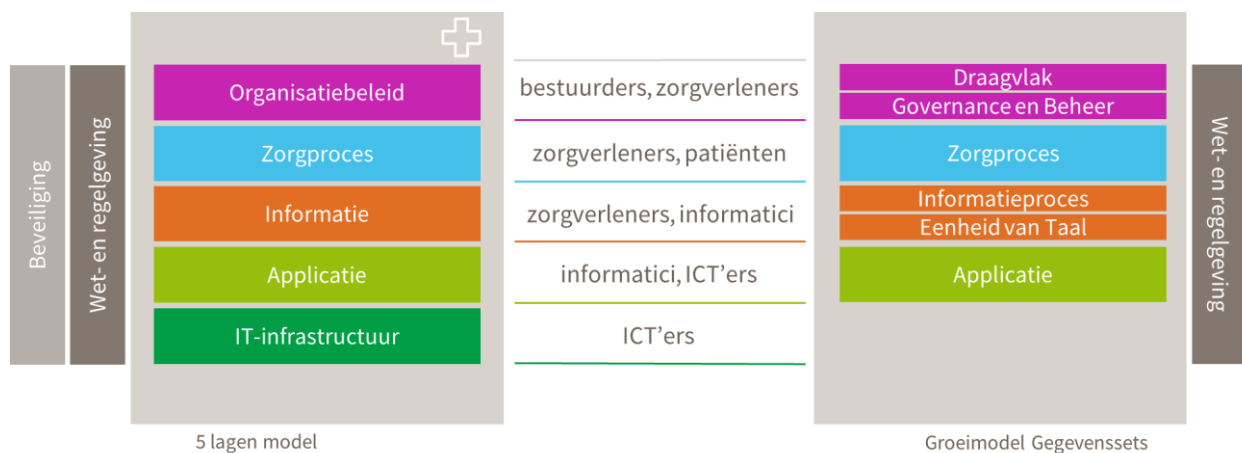 Beveiliging
Wet- en regelgeving
Organisatiebeleid
Zorgproces
Informatie
Applicatie
IT-infrastructuur
5 lagen model
bestuurders, zorgverleners
zorgverleners, patiënten
zorgverleners, informatici
informatici, ICT'ers
ICT'ers
Draagvlak
Governance en Beheer
Zorgproces
Informatieproces
Eenheid van Taal
Applicatie
Groeimodel Gegevenssets
Wet- en regelgeving